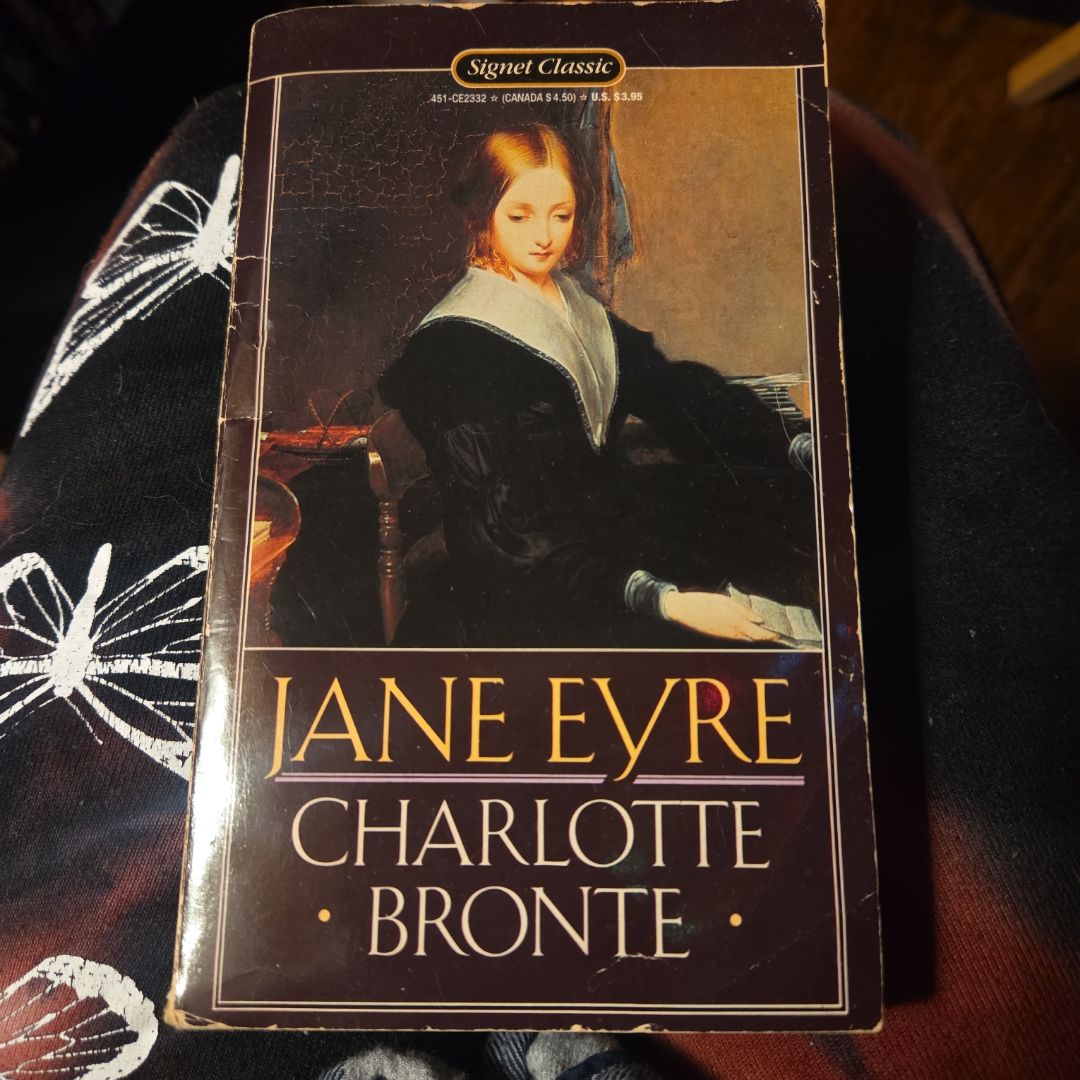 Signet Classic
451-CE2332 ☆ (CANADA $4.50) ☆ U.S. $3.95
JANE EYRE
CHARLOTTE
• BRONTE •